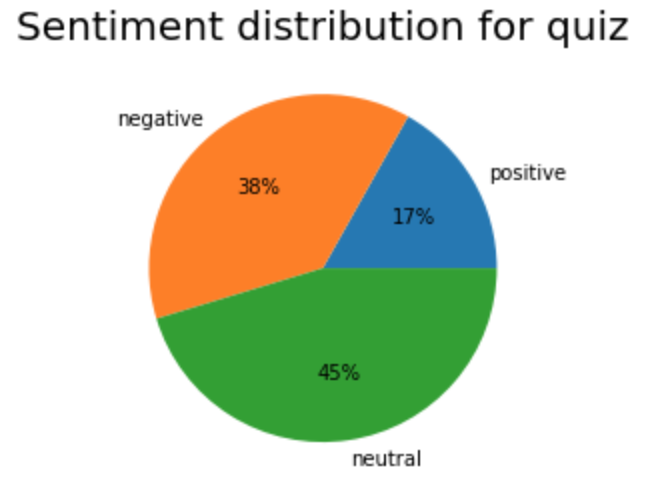 Sentiment distribution for quiz
negative
positive
38%
17%
45%
neutral